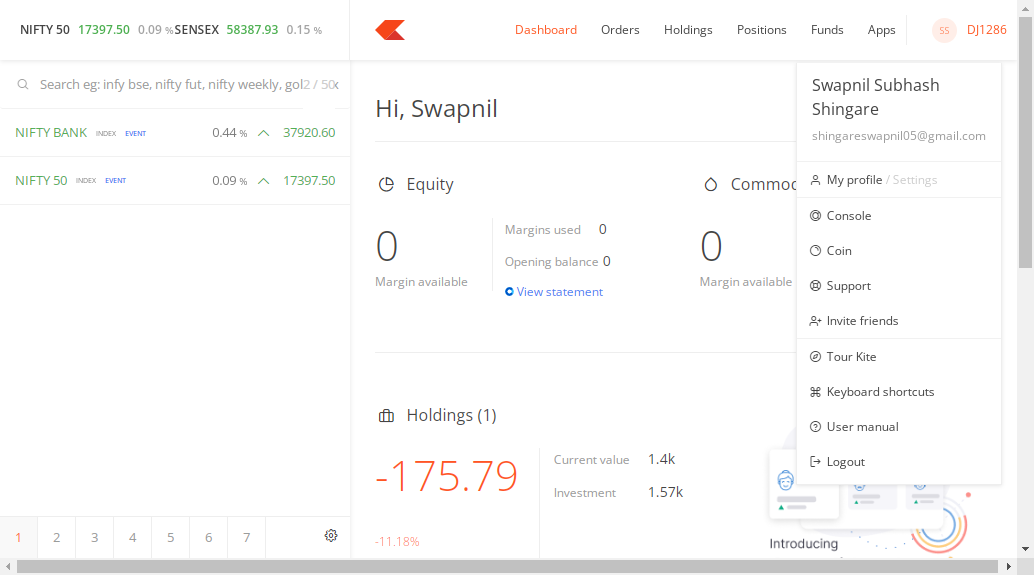 NIFTY 50 17397.50 0.09 % SENSEX 58387.93 0.15 %
Dashboard Orders Holdings Positions Funds Apps SS DJ1286
Search eg: infy bse, nifty fut, nifty weekly, gol 2 / 50
NIFTY BANK INDEX EVENT 0.44 % 37920.60
NIFTY 50 INDEX EVENT 0.09 % 17397.50
1 2 3 4 5 6 7
Hi, Swapnil
Equity
0
Margin available
Margins used 0
Opening balance 0
View statement
Commod
0
Margin available
Holdings (1)
-175.79
-11.18%
Current value 1.4k
Investment 1.57k
Introducing
Swapnil Subhash
Shingare
shingareswapnil05@gmail.com
My profile / Settings
Console
Coin
Support
Invite friends
Tour Kite
Keyboard shortcuts
User manual
Logout